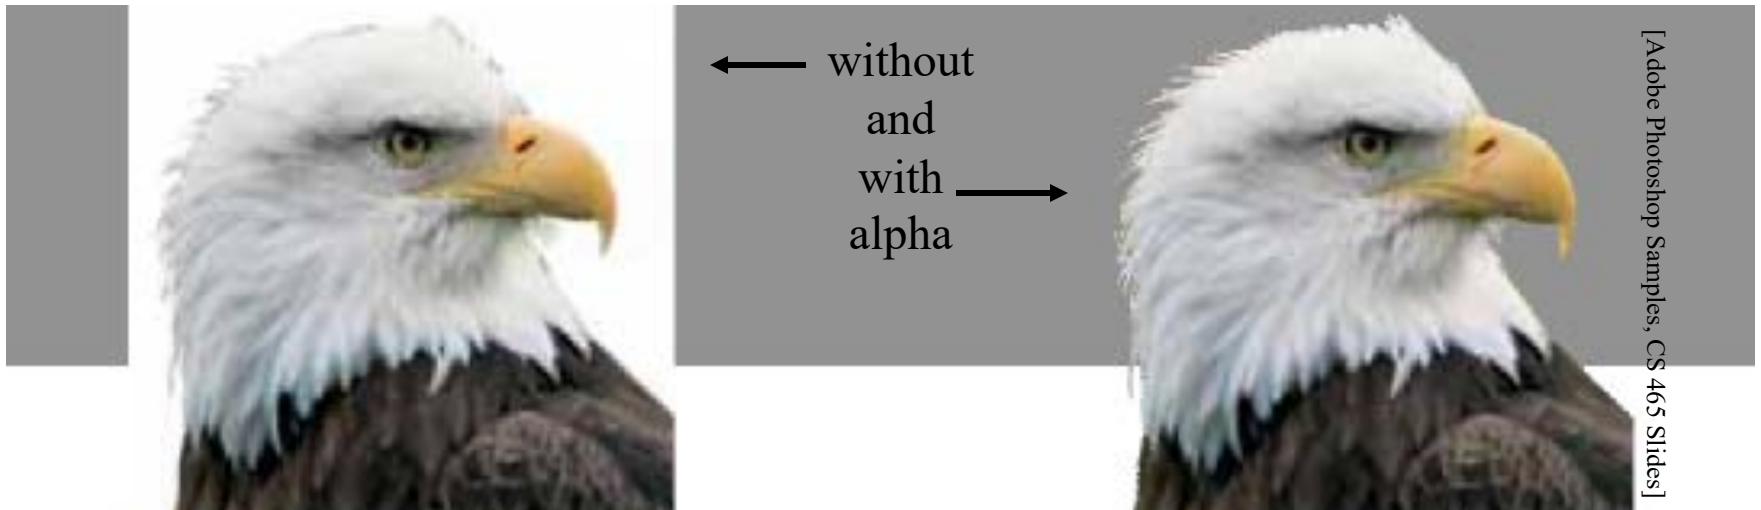 without
and
with
alpha
[Adobe Photoshop Samples, CS 465 Slides]